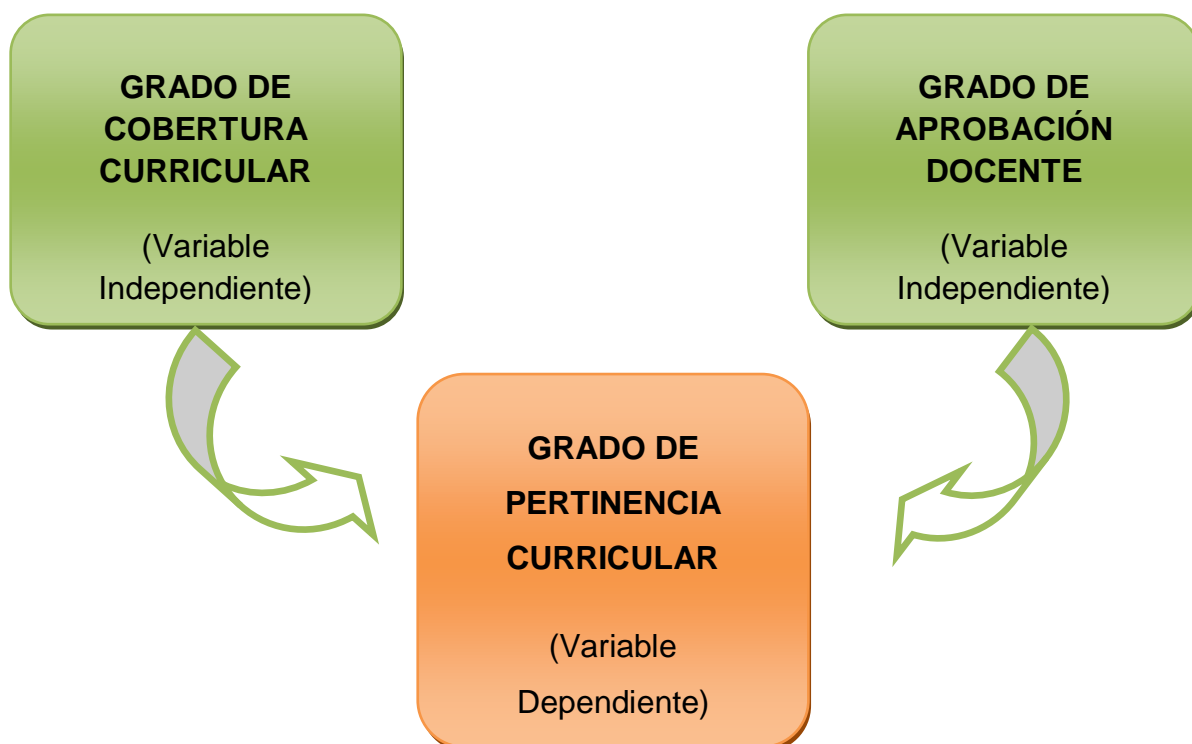 GRADO DE
COBERTURA
CURRICULAR
(Variable
Independiente)
GRADO DE
APROBACIÓN
DOCENTE
(Variable
Independiente)
GRADO DE
PERTINENCIA
CURRICULAR
(Variable
Dependiente)